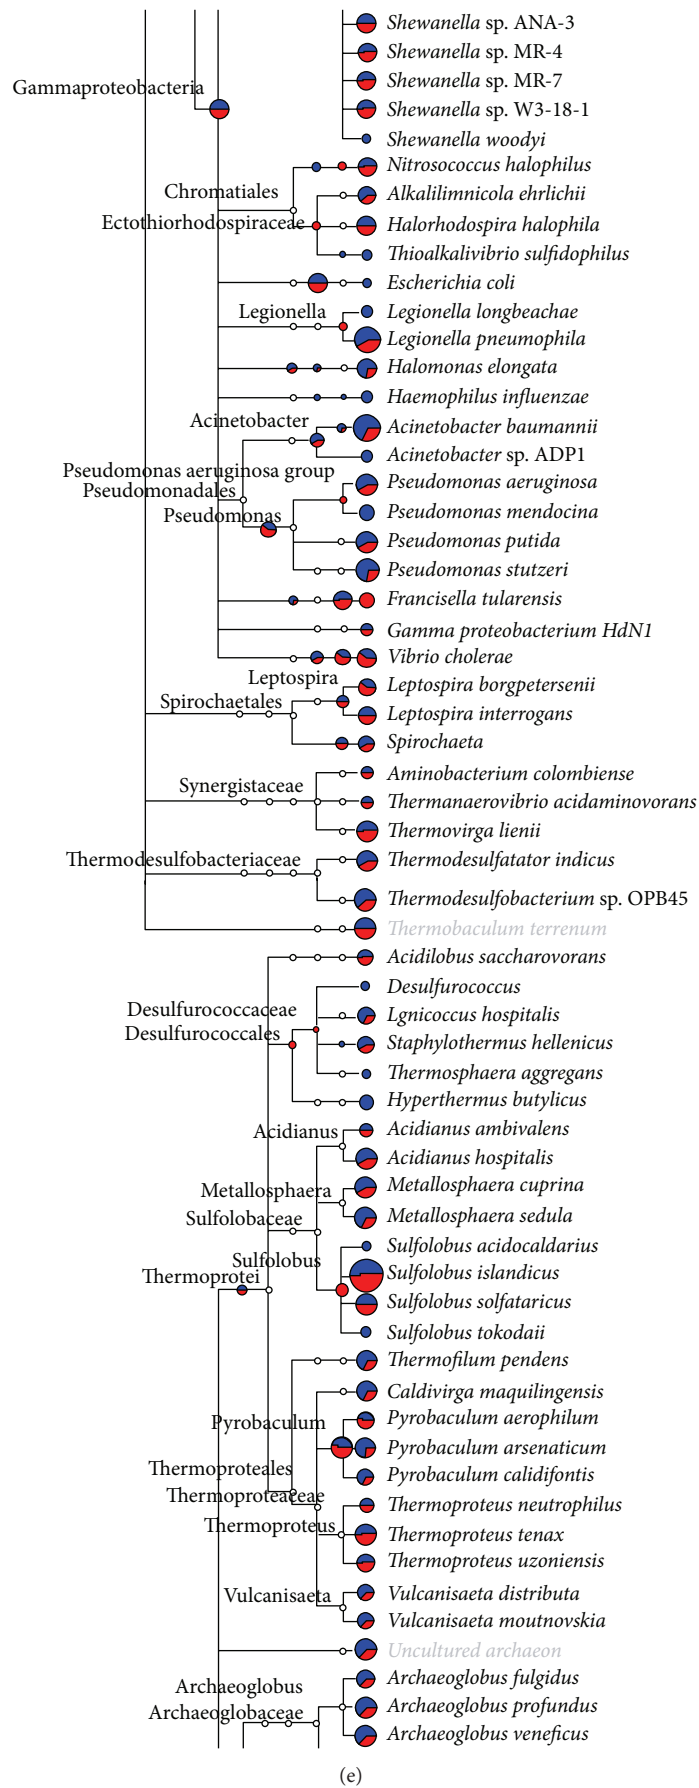 Shewanella sp. ANA-3
Shewanella sp. MR-4
Shewanella sp. MR-7
Gammaproteobacteria
Shewanella sp. W3-18-1
Shewanella woodyi
Nitrosococcus halophilus
Chromatiales
Alkalilimnicola ehrlichii
Ectothiorhodospiraceae
Halorhodospira halophila
Thioalkalivibrio sulfidophilus
Escherichia coli
Legionella
Legionella longbeachae
Legionella pneumophila
Halomonas elongata
Haemophilus influenzae
Acinetobacter
Acinetobacter baumannii
Acinetobacter sp. ADP1
Pseudomonas aeruginosa group
Pseudomonas aeruginosa
Pseudomonadales
Pseudomonas mendocina
Pseudomonas
Pseudomonas putida
Pseudomonas stutzeri
Francisella tularensis
Gamma proteobacterium HdN1
Vibrio cholerae
Leptospira
Leptospira borgpetersenii
Spirochaetales
Leptospira interrogans
Spirochaeta
Aminobacterium colombiense
Synergistaceae
Thermanaerovibrio acidaminovorans
Thermovirga lienii
Thermodesulfobacteriaceae
Thermodesulfatator indicus
Thermodesulfobacterium sp. OPB45
Thermobaculum terrenum
Acidilobus saccharovorans
Desulfurococcus
Desulfurococcaceae
Lgnicoccus hospitalis
Desulfurococcales
Staphylothermus hellenicus
Thermosphaera aggregans
Hyperthermus butylicus
Acidianus
Acidianus ambivalens
Acidianus hospitalis
Metallosphaera
Metallosphaera cuprina
Sulfolobaceae
Metallosphaera sedula
Sulfolobus acidocaldarius
Sulfolobus
Thermoprotei
Sulfolobus islandicus
Sulfolobus solfataricus
Sulfolobus tokodaii
Thermofilum pendens
Caldivirga maquilingensis
Pyrobaculum
Pyrobaculum aerophilum
Pyrobaculum arsenaticum
Thermoproteales
Pyrobaculum calidifontis
Thermoproteaceae
Thermoproteus neutrophilus
Thermoproteus
Thermoproteus tenax
Thermoproteus uzoniensis
Vulcanisaeta
Vulcanisaeta distributa
Vulcanisaeta moutnovskia
Uncultured archaeon
Archaeoglobus
Archaeoglobus fulgidus
Archaeoglobaceae
Archaeoglobus profundus
Archaeoglobus veneficus
(e)